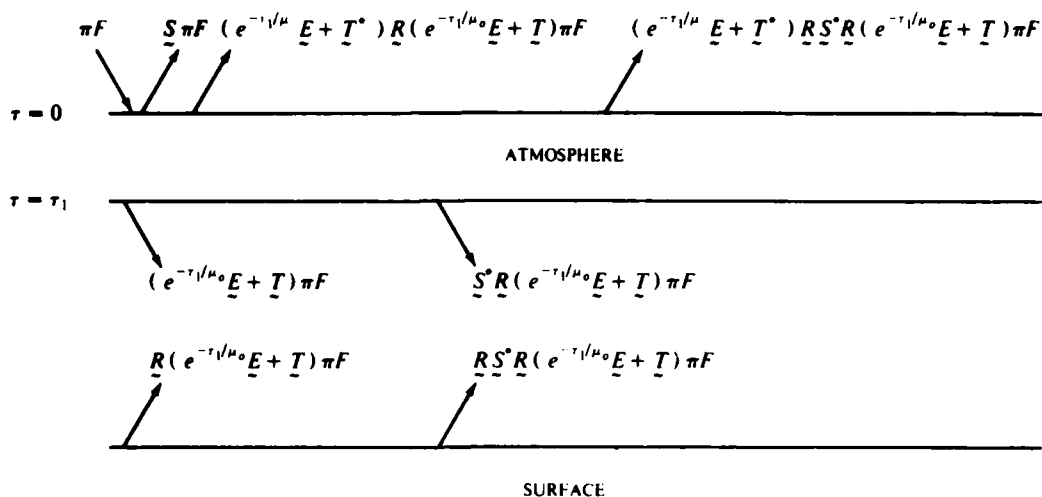 πF S̰ πF (e^{-τ₁/μ} Ḛ + T̰*) R̰ (e^{-τ₁/μ₀} Ḛ + T̰) πF (e^{-τ₁/μ} Ḛ + T̰*) R̰ S̰* R̰ (e^{-τ₁/μ₀} Ḛ + T̰) πF
τ = 0
ATMOSPHERE
τ = τ₁
(e^{-τ₁/μ₀} Ḛ + T̰) πF S̰* R̰ (e^{-τ₁/μ₀} Ḛ + T̰) πF
R̰ (e^{-τ₁/μ₀} Ḛ + T̰) πF R̰ S̰* R̰ (e^{-τ₁/μ₀} Ḛ + T̰) πF
SURFACE